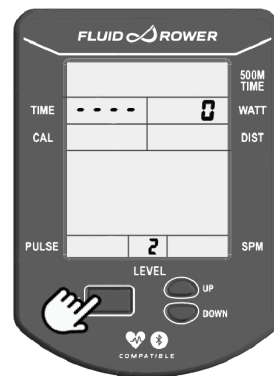 FLUID ROWER
500M
TIME
TIME - - - - 0 WATT
CAL DIST
PULSE 2 SPM
LEVEL
UP
DOWN
COMPATIBLE